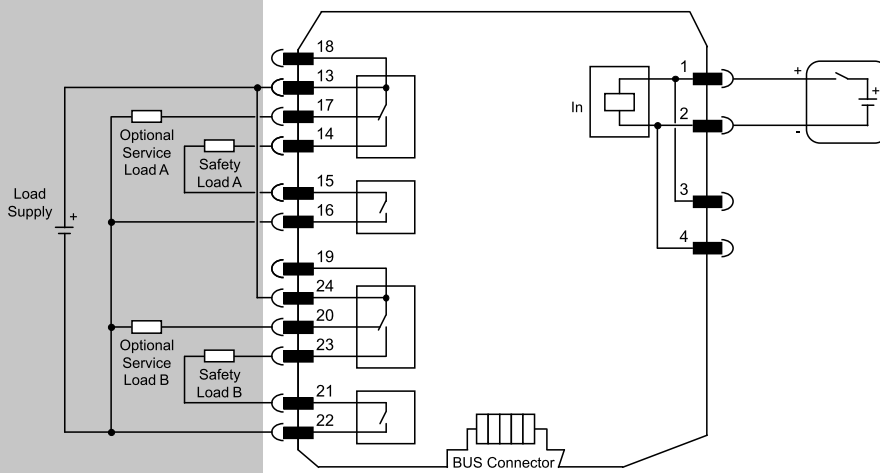 18
13
17
14
15
16
19
24
20
23
21
22
Optional
Service
Load A
Safety
Load A
Load
Supply
+
Optional
Service
Load B
Safety
Load B
In
1
2
3
4
+
-
+
BUS Connector